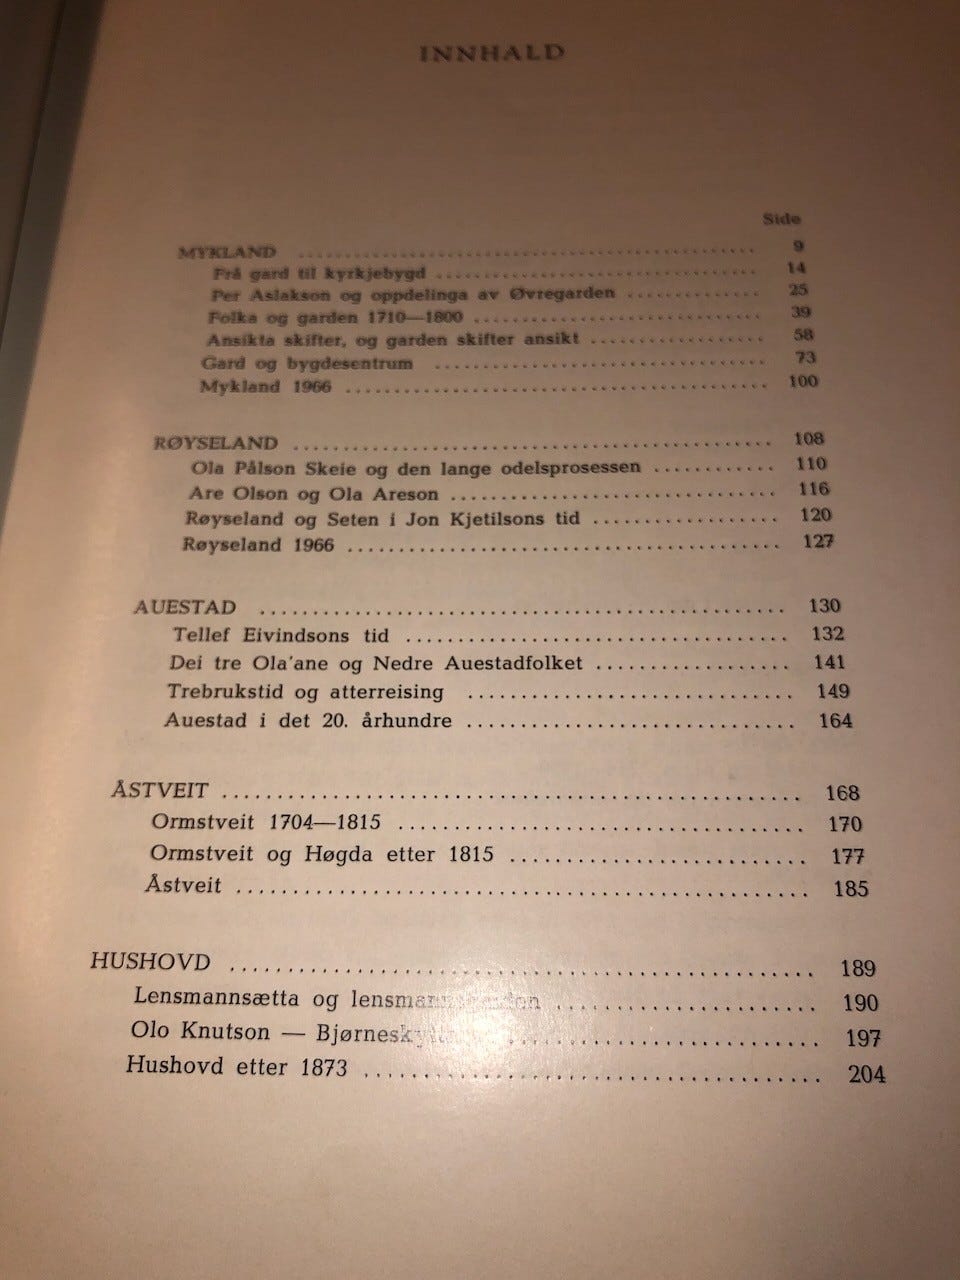 INNHALD
Side
MYKLAND ........ 9
Frå gard til kyrkjebygd ........ 14
Per Aslakson og oppdelinga av Øvregarden ........ 25
Folka og garden 1710—1800 ........ 39
Ansikta skifter, og garden skifter ansikt ........ 58
Gard og bygdesentrum ........ 73
Mykland 1966 ........ 100
RØYSELAND ........ 108
Ola Pålson Skeie og den lange odelsprosessen ........ 110
Are Olson og Ola Areson ........ 116
Røyseland og Seten i Jon Kjetilsons tid ........ 120
Røyseland 1966 ........ 127
AUESTAD ........ 130
Tellef Eivindsons tid ........ 132
Dei tre Ola'ane og Nedre Auestadfolket ........ 141
Trebrukstid og atterreising ........ 149
Auestad i det 20. århundre ........ 164
ÅSTVEIT ........ 168
Ormstveit 1704—1815 ........ 170
Ormstveit og Høgda etter 1815 ........ 177
Åstveit ........ 185
HUSHOVD ........ 189
Lensmannsætta og ........ 190
Olo Knutson — ........ 197
Hushovd etter 1873 ........ 204